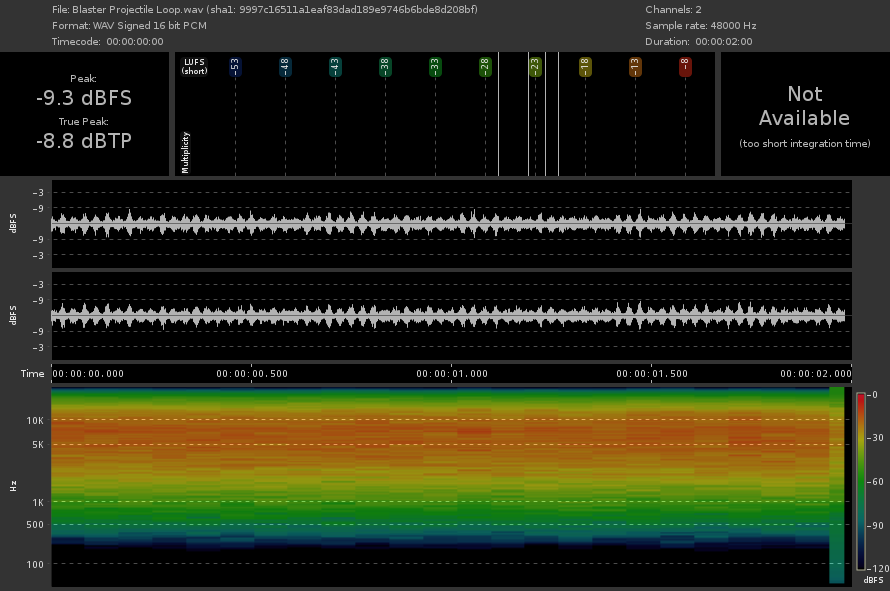 File: Blaster Projectile Loop.wav (sha1: 9997c16511a1eaf83dad189e9746b6bde8d208bf)
Format: WAV Signed 16 bit PCM
Timecode: 00:00:00:00
Channels: 2
Sample rate: 48000 Hz
Duration: 00:00:02:00
Peak:
-9.3 dBFS
True Peak:
-8.8 dBTP
LUFS
(short)
-53
-48
-43
-38
-33
-28
-23
-18
-13
-8
Multiplicity
Not
Available
(too short integration time)
dBFS
-3
-9
-9
-3
dBFS
-3
-9
-9
-3
Time
00:00:00.000
00:00:00.500
00:00:01.000
00:00:01.500
00:00:02.000
Hz
10K
5K
1K
500
100
-0
-30
-60
-90
-120
dBFS